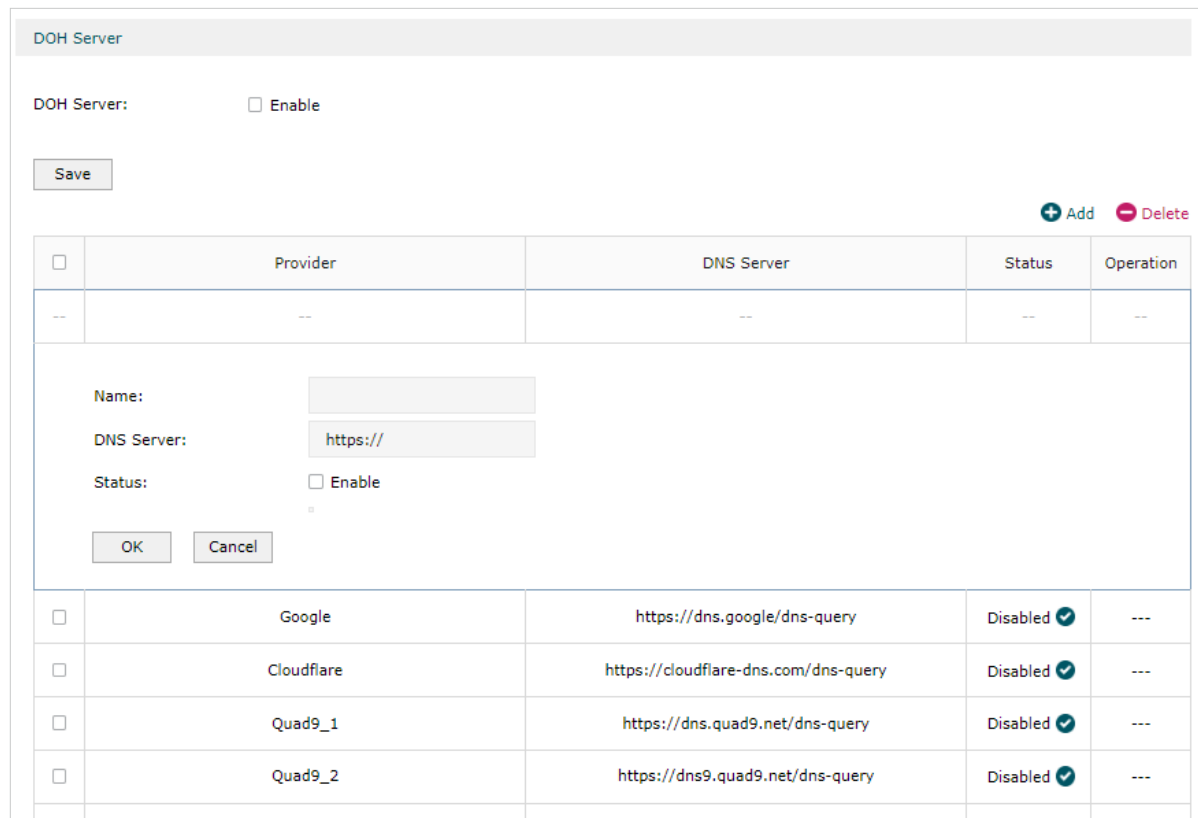 DOH Server
DOH Server: Enable
Save
Add Delete
Provider DNS Server Status Operation
-- -- -- -- --
Name:
DNS Server: https://
Status: Enable
OK Cancel
Google https://dns.google/dns-query Disabled ---
Cloudflare https://cloudflare-dns.com/dns-query Disabled ---
Quad9_1 https://dns.quad9.net/dns-query Disabled ---
Quad9_2 https://dns9.quad9.net/dns-query Disabled ---